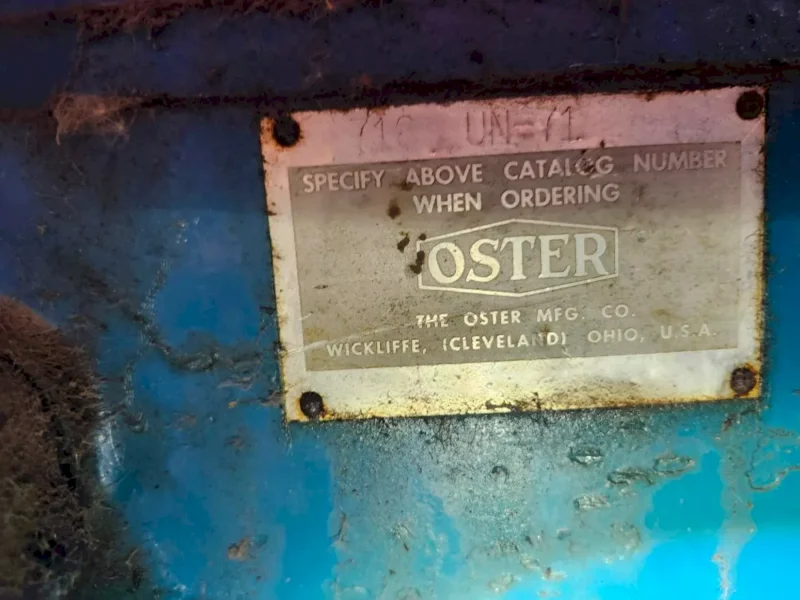 SPECIFY ABOVE CATALOG NUMBER
WHEN ORDERING
OSTER
THE OSTER MFG. CO.
WICKLIFFE, (CLEVELAND) OHIO, U.S.A.